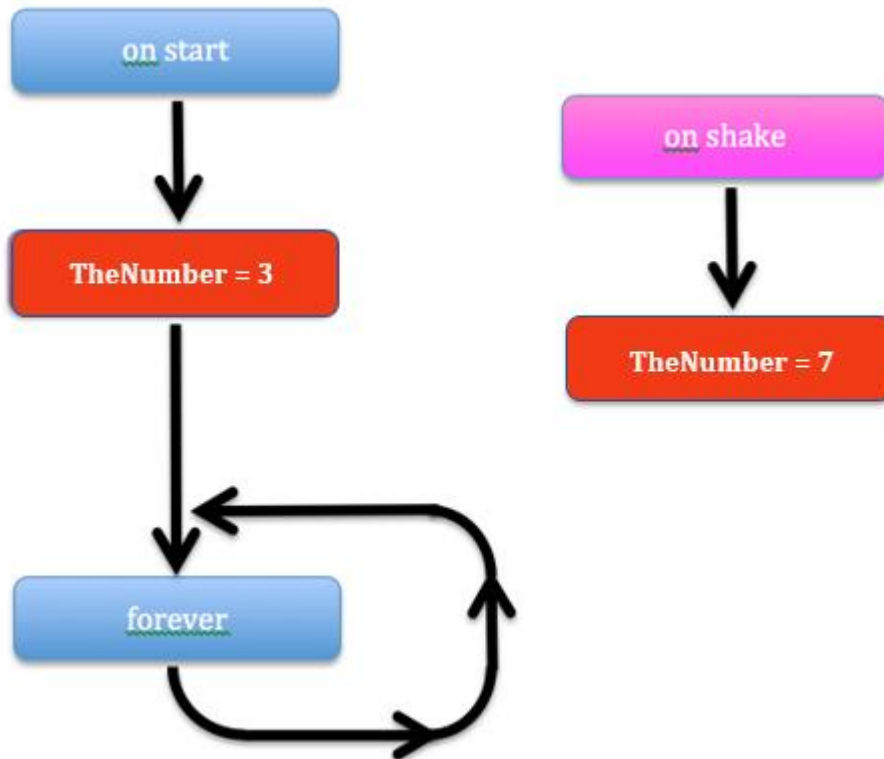 on start
on shake
TheNumber = 3
TheNumber = 7
forever